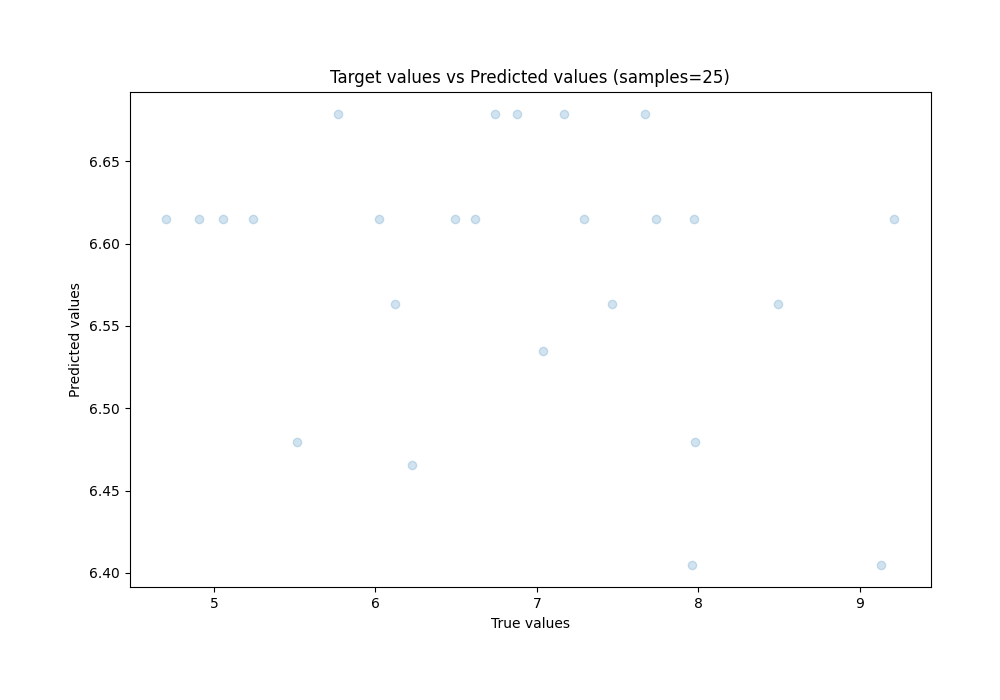 Target values vs Predicted values (samples=25)
6.65
6.60
6.55
6.50
6.45
6.40
Predicted values
5 6 7 8 9
True values